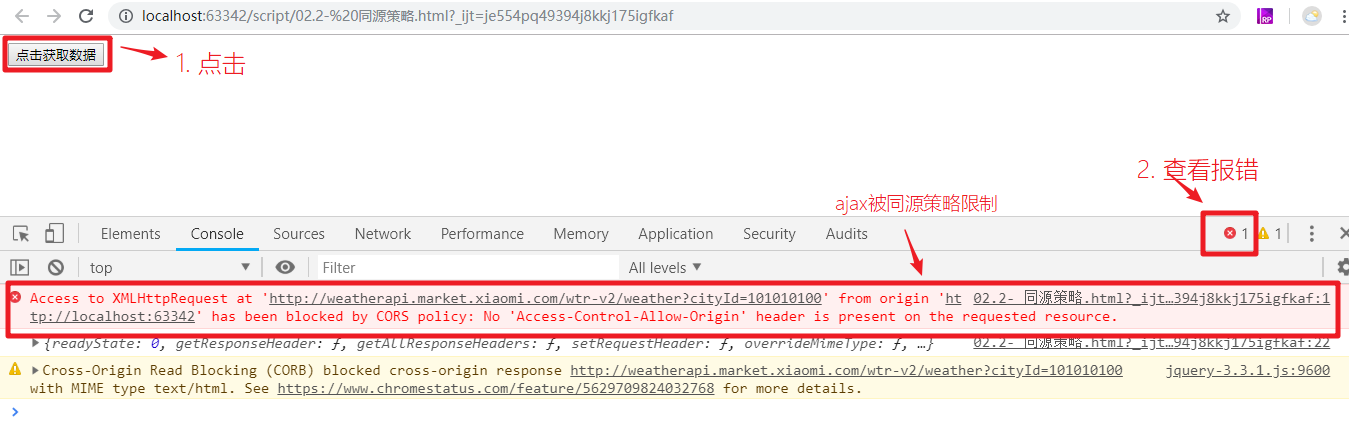 localhost:63342/script/02.2-%20同源策略.html?_ijt=je554pq49394j8kkj175igfkaf
RP
点击获取数据
1. 点击
2. 查看报错
ajax被同源策略限制
Elements Console Sources Network Performance Memory Application Security Audits 1 1
top Filter All levels
Access to XMLHttpRequest at 'http://weatherapi.market.xiaomi.com/wtr-v2/weather?cityId=101010100' from origin 'ht 02.2- 同源策略.html?_ijt…394j8kkj175igfkaf:1
tp://localhost:63342' has been blocked by CORS policy: No 'Access-Control-Allow-Origin' header is present on the requested resource.
{readyState: 0, getResponseHeader: ƒ, getAllResponseHeaders: ƒ, setRequestHeader: ƒ, overrideMimeType: ƒ, …} 02.2- 同源策略.html?_ijt…94j8kkj175igfkaf:22
Cross-Origin Read Blocking (CORB) blocked cross-origin response http://weatherapi.market.xiaomi.com/wtr-v2/weather?cityId=101010100 jquery-3.3.1.js:9600
with MIME type text/html. See https://www.chromestatus.com/feature/5629709824032768 for more details.